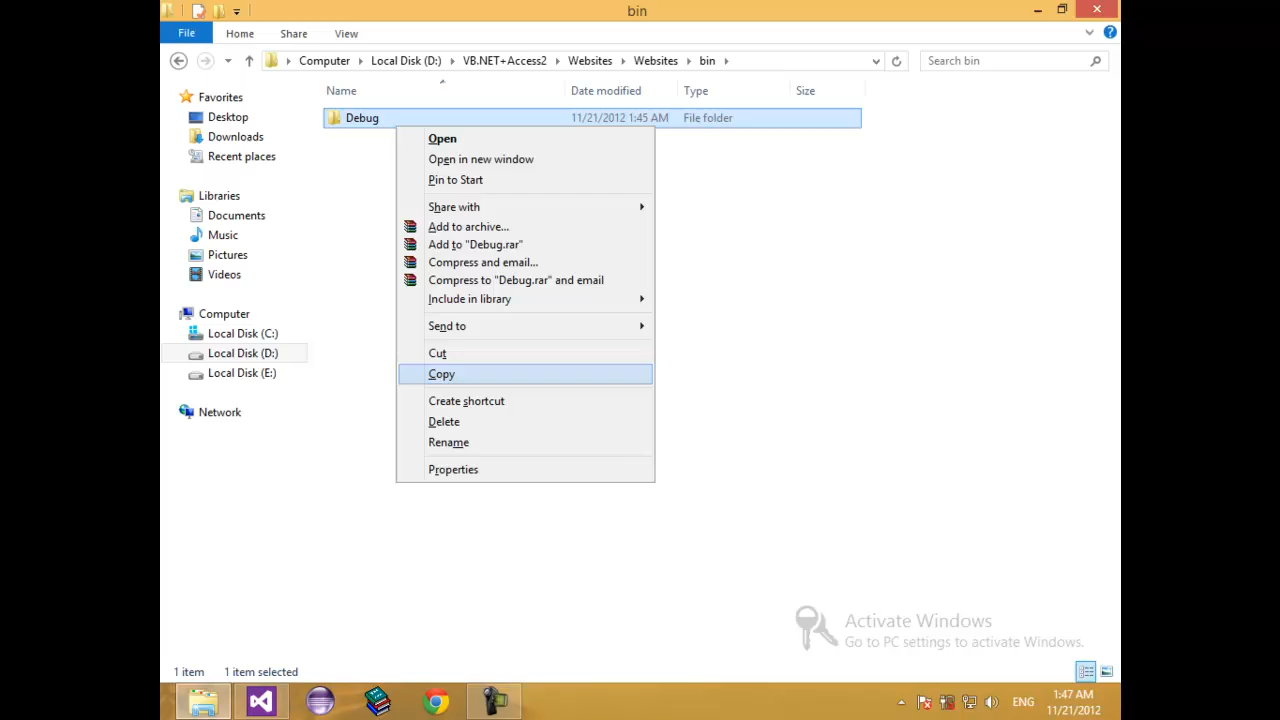 bin
File Home Share View
Computer Local Disk (D:) VB.NET+Access2 Websites Websites bin
Search bin
Name Date modified Type Size
Debug 11/21/2012 1:45 AM File folder
Favorites
Desktop
Downloads
Recent places
Libraries
Documents
Music
Pictures
Videos
Computer
Local Disk (C:)
Local Disk (D:)
Local Disk (E:)
Network
Open
Open in new window
Pin to Start
Share with
Add to archive...
Add to "Debug.rar"
Compress and email...
Compress to "Debug.rar" and email
Include in library
Send to
Cut
Copy
Create shortcut
Delete
Rename
Properties
Activate Windows
Go to PC settings to activate Windows.
1 item 1 item selected
ENG
1:47 AM
11/21/2012